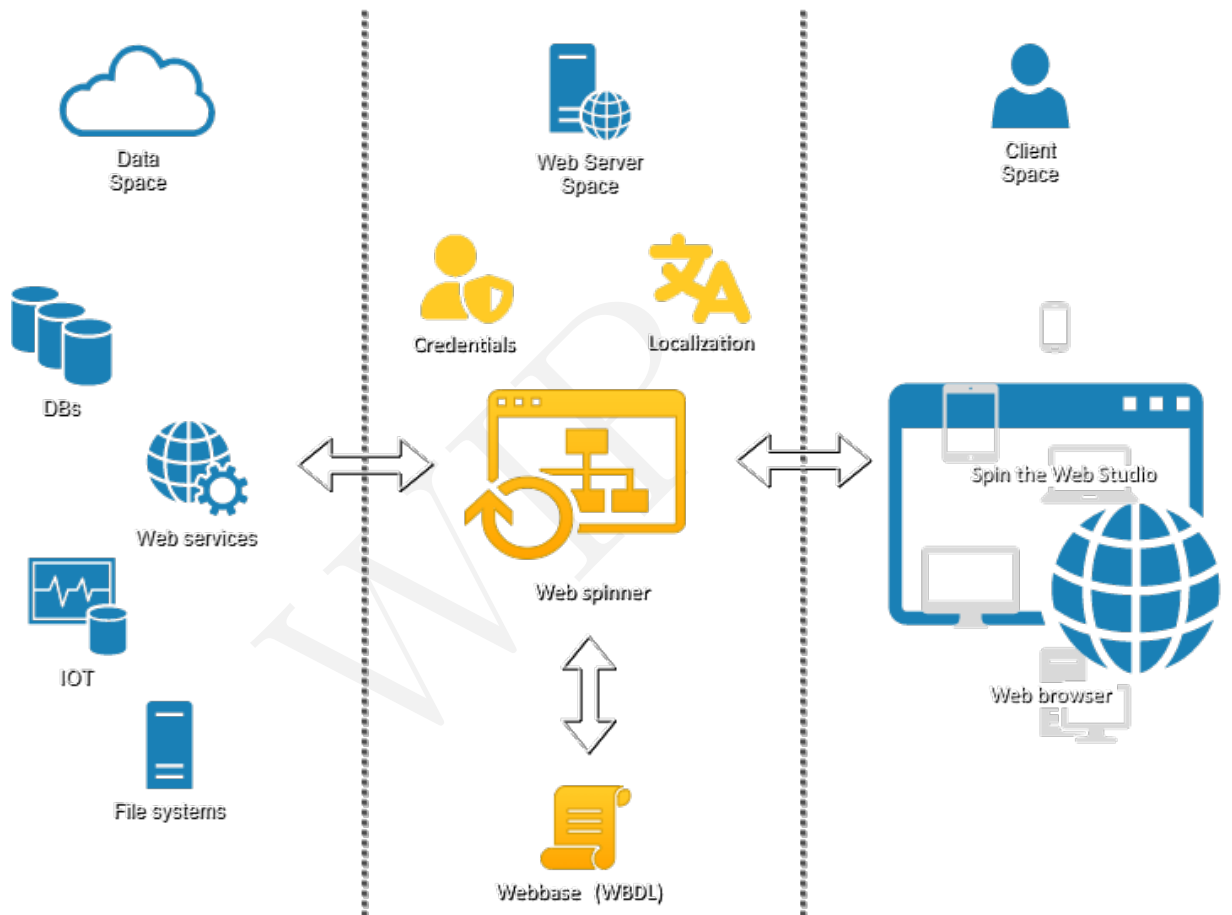 Data
Space
Web Server
Space
Client
Space
Credentials
Localization
DBs
Spin the Web Studio
Web services
Web spinner
IOT
Web browser
File systems
Webbase (WBDL)
WIP